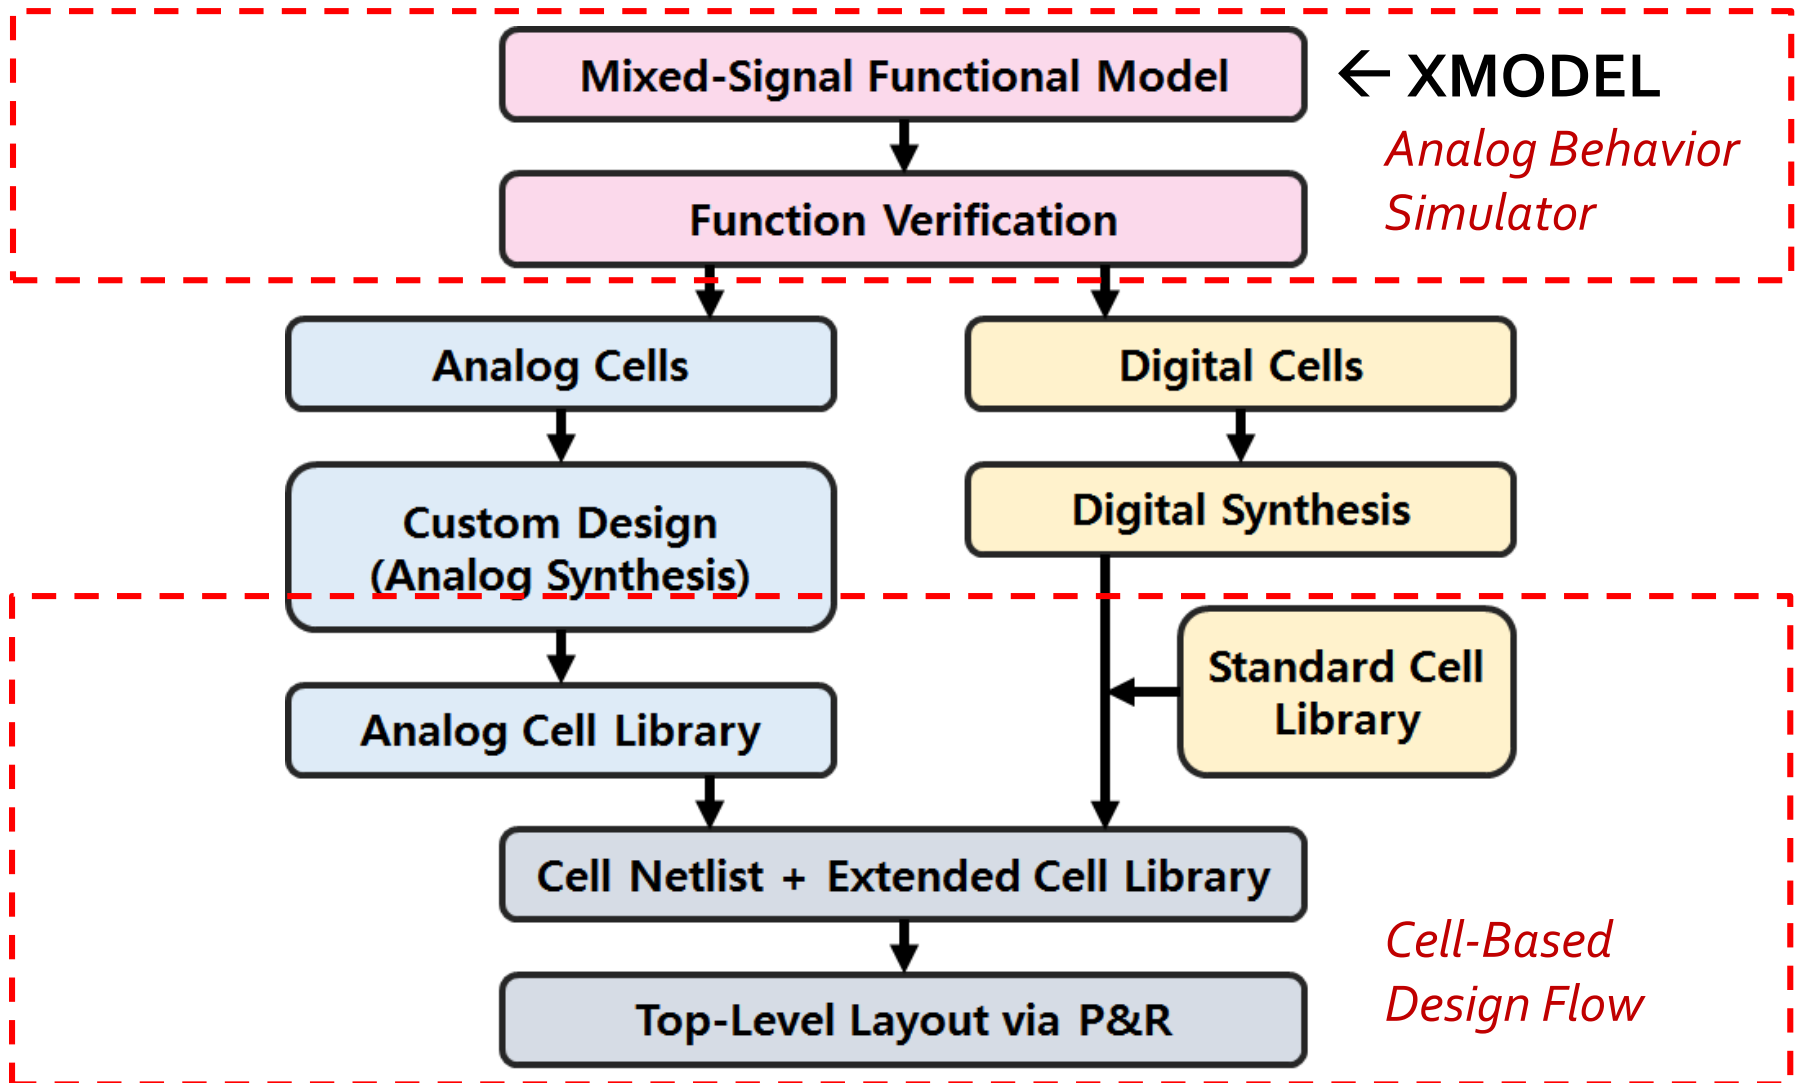 Mixed-Signal Functional Model
← XMODEL
Analog Behavior
Simulator
Function Verification
Analog Cells
Digital Cells
Custom Design
(Analog Synthesis)
Digital Synthesis
Standard Cell
Library
Analog Cell Library
Cell Netlist + Extended Cell Library
Cell-Based
Design Flow
Top-Level Layout via P&R